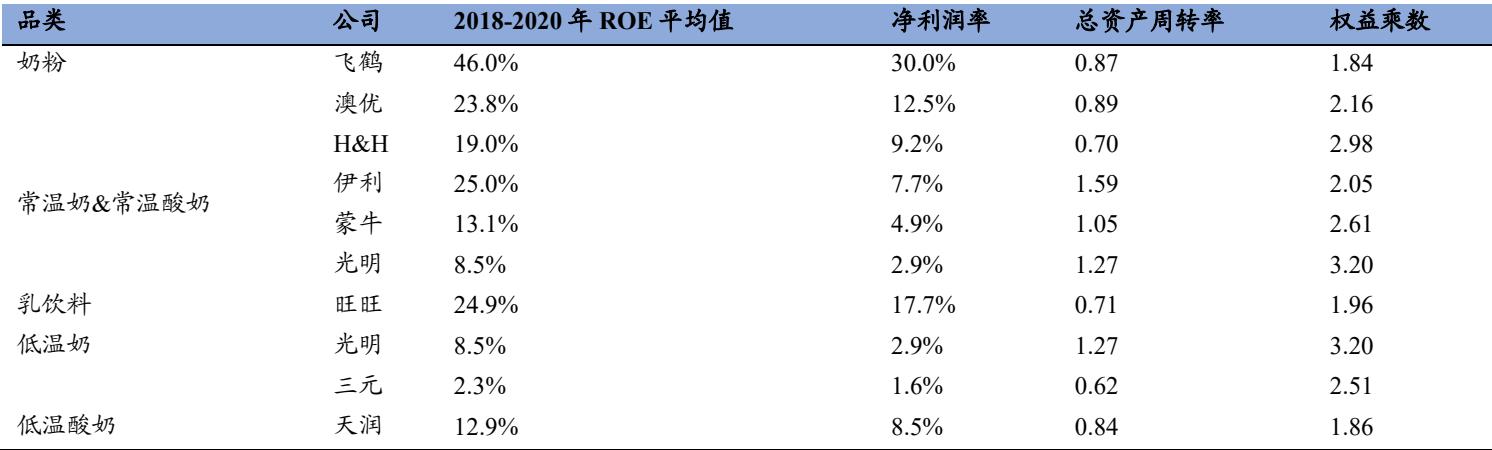 品类 公司 2018-2020 年 ROE 平均值 净利润率 总资产周转率 权益乘数
奶粉 飞鹤 46.0% 30.0% 0.87 1.84
澳优 23.8% 12.5% 0.89 2.16
H&H 19.0% 9.2% 0.70 2.98
常温奶&常温酸奶 伊利 25.0% 7.7% 1.59 2.05
蒙牛 13.1% 4.9% 1.05 2.61
光明 8.5% 2.9% 1.27 3.20
乳饮料 旺旺 24.9% 17.7% 0.71 1.96
低温奶 光明 8.5% 2.9% 1.27 3.20
三元 2.3% 1.6% 0.62 2.51
低温酸奶 天润 12.9% 8.5% 0.84 1.86